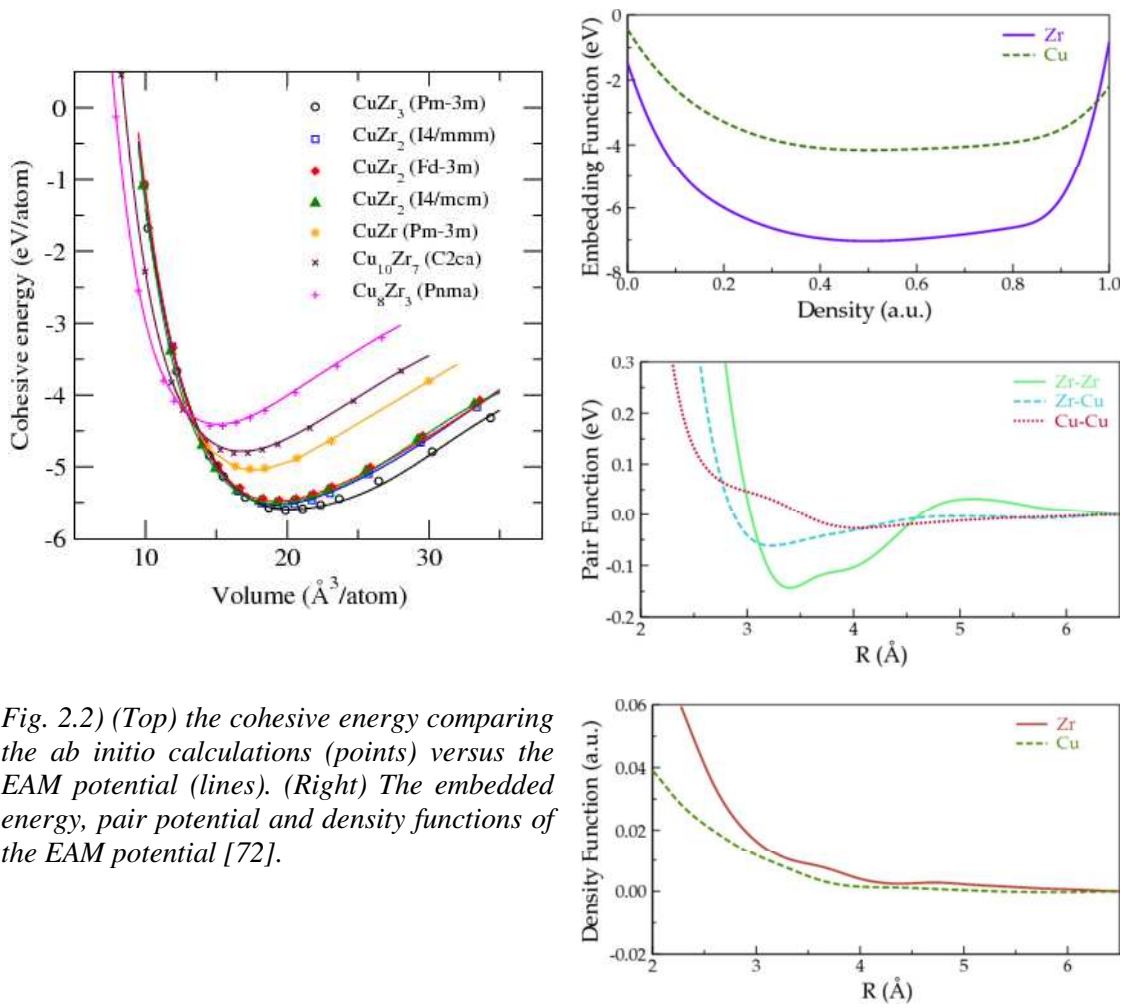 0
-1
-2
-3
-4
-5
-6
10
20
30
Cohesive energy (eV/atom)
Volume (Å³/atom)
CuZr₃ (Pm-3m)
CuZr₂ (I4/mmm)
CuZr₂ (Fd-3m)
CuZr₂ (I4/mcm)
CuZr (Pm-3m)
Cu₁₀Zr₇ (C2ca)
Cu₈Zr₃ (Pnma)
Fig. 2.2) (Top) the cohesive energy comparing
the ab initio calculations (points) versus the
EAM potential (lines). (Right) The embedded
energy, pair potential and density functions of
the EAM potential [72].
Embedding Function (eV)
0
-2
-4
-6
-8
Zr
Cu
0.0
0.2
0.4
0.6
0.8
1.0
Density (a.u.)
Pair Function (eV)
0.3
0.2
0.1
0.0
-0.1
-0.2
Zr-Zr
Zr-Cu
Cu-Cu
2
3
4
5
6
R (Å)
Density Function (a.u.)
0.06
0.04
0.02
0.00
-0.02
Zr
Cu
2
3
4
5
6
R (Å)